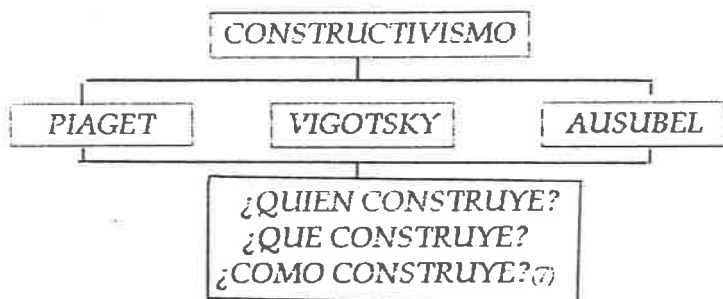 CONSTRUCTIVISMO
PIAGET VIGOTSKY AUSUBEL
¿QUIEN CONSTRUYE?
¿QUE CONSTRUYE?
¿COMO CONSTRUYE?(7)